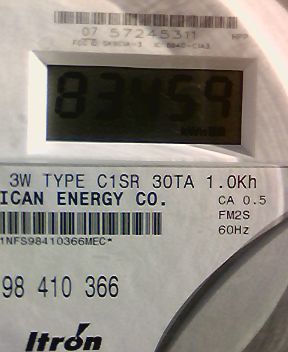 07 57245311
83459
3W TYPE C1SR 30TA 1.0Kh
ICAN ENERGY CO.
CA 0.5
FM2S
60Hz
1NFS98410366MEC*
98 410 366
Itron